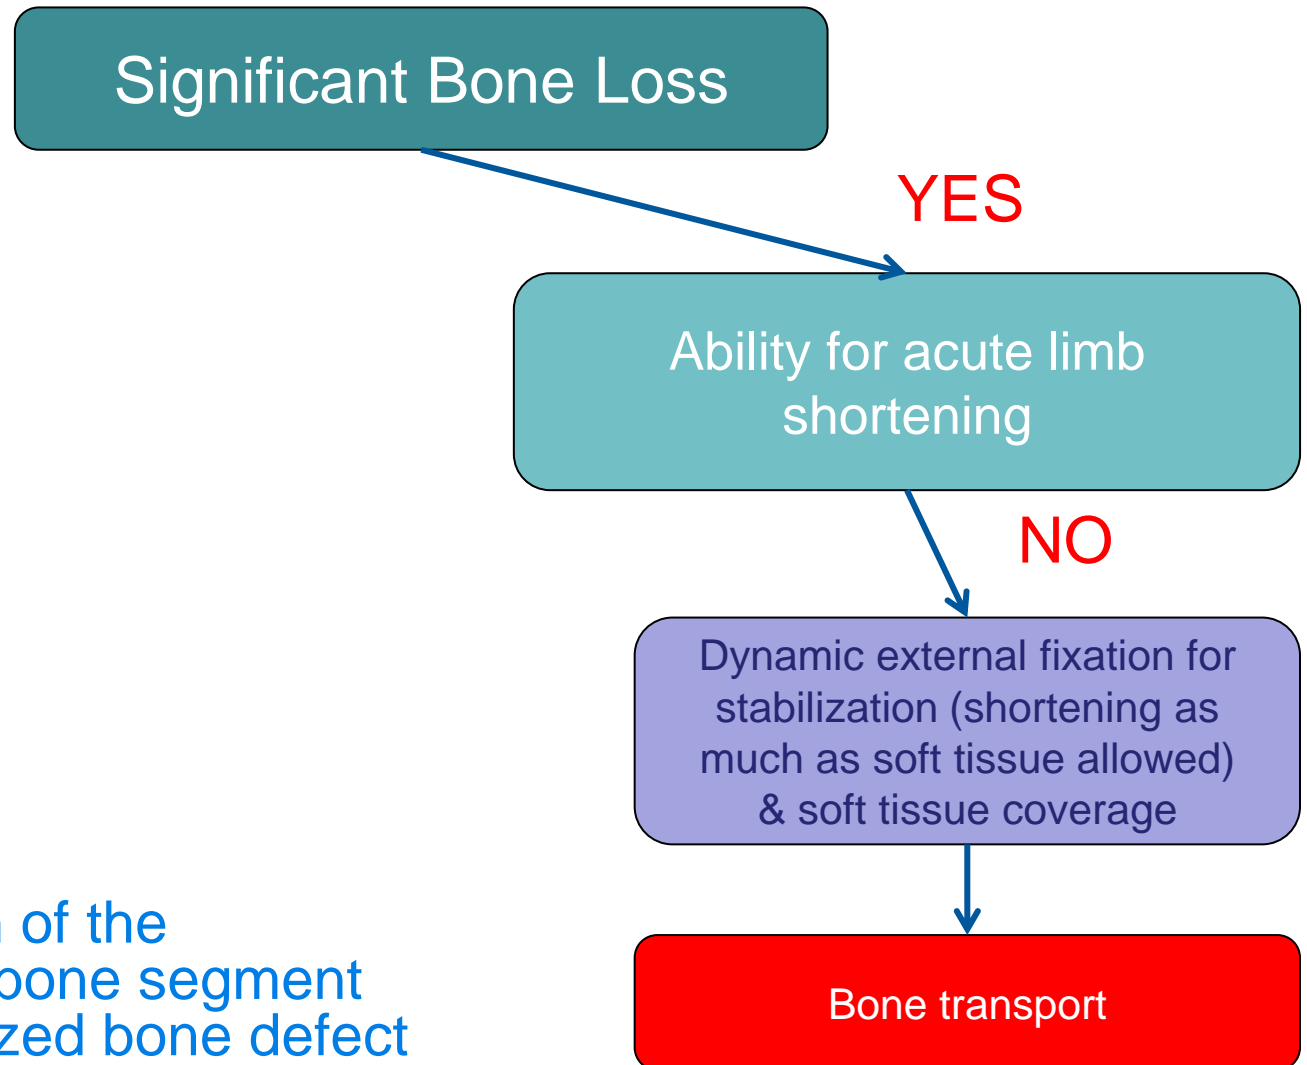 Significant Bone Loss
YES
Ability for acute limb
shortening
NO
Dynamic external fixation for
stabilization (shortening as
much as soft tissue allowed)
& soft tissue coverage
of the
bone segment
bone defect
Bone transport